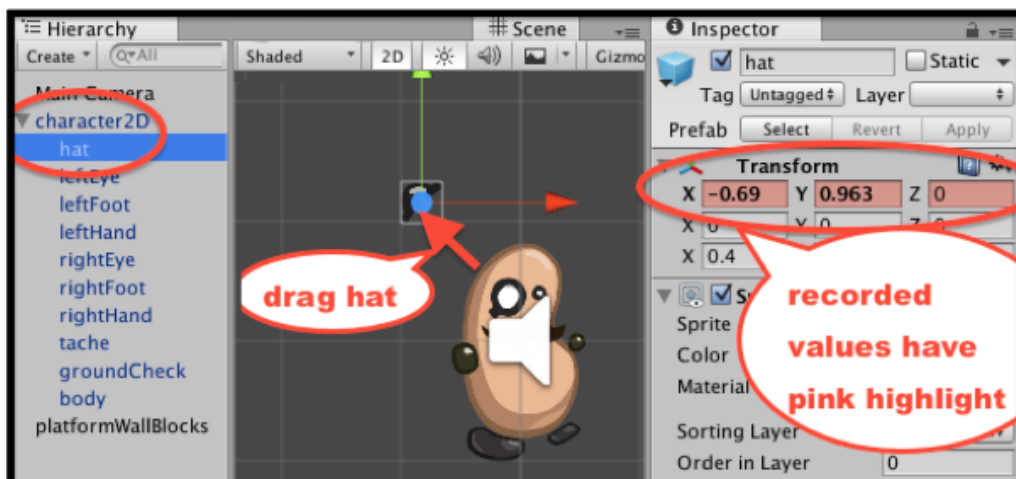 Hierarchy
Create All
Main Camera
character2D
hat
leftEye
leftFoot
leftHand
rightEye
rightFoot
rightHand
tache
groundCheck
body
platformWallBlocks
Scene
Shaded 2D Gizmo
drag hat
Inspector
hat Static
Tag Untagged Layer
Prefab Select Revert Apply
Transform
X -0.69 Y 0.963 Z 0
X 0 Y 0
X 0.4
Sprite
Color
Material
Sorting Layer
Order in Layer 0
recorded
values have
pink highlight